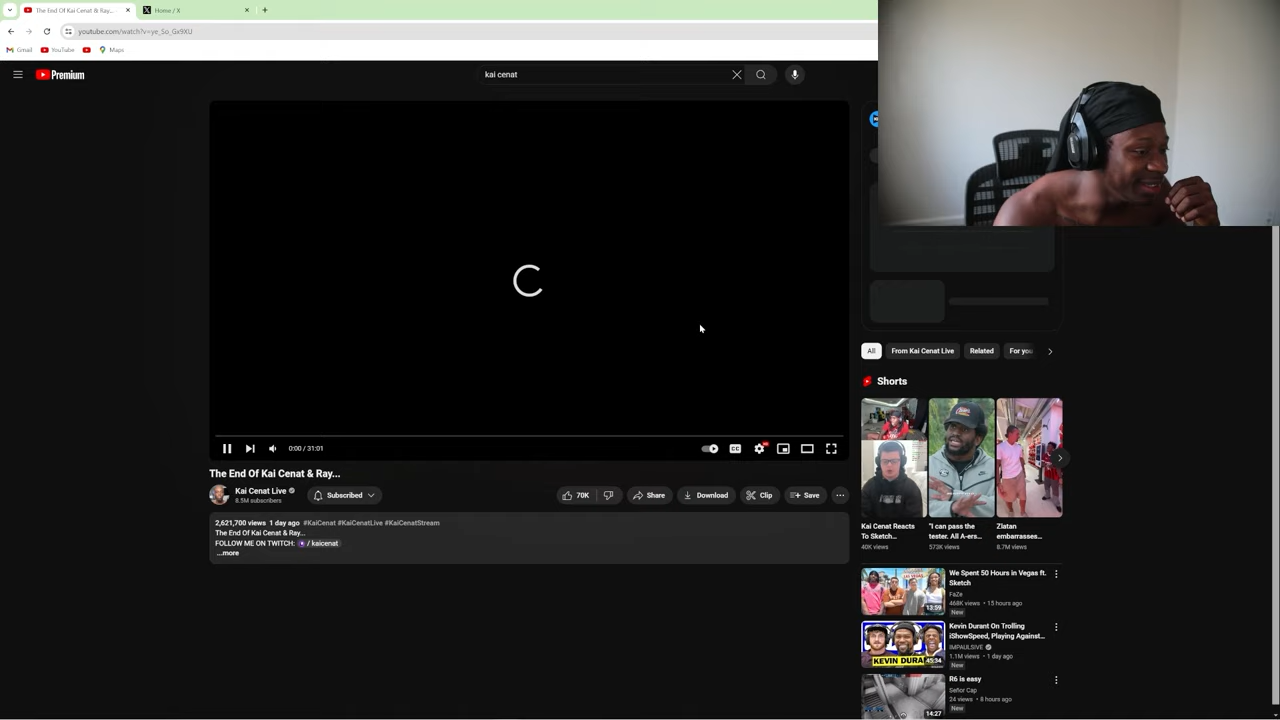 The End Of Kai Cenat & Ray...
Home / X
youtube.com/watch?v=ye_So_Gx9XU
Gmail
YouTube
Maps
Premium
kai cenat
0:00 / 31:01
CC
HD
The End Of Kai Cenat & Ray...
Kai Cenat Live
8.5M subscribers
Subscribed
70K
Share
Download
Clip
Save
2,621,700 views 1 day ago #KaiCenat #KaiCenatLive #KaiCenatStream
The End Of Kai Cenat & Ray...
FOLLOW ME ON TWITCH: / kaicenat
...more
All
From Kai Cenat Live
Related
For you
Shorts
Kai Cenat Reacts To Sketch...
40K views
"I can pass the tester. All A-ers...
573K views
Zlatan embarrasses...
8.7M views
We Spent 50 Hours in Vegas ft.
Sketch
FaZe
468K views • 15 hours ago
New
13:59
Kevin Durant On Trolling
iShowSpeed, Playing Against...
IMPAULSIVE
1.1M views • 1 day ago
New
KEVIN DURA
45:34
R6 is easy
Señor Cap
24 views • 8 hours ago
New
14:27